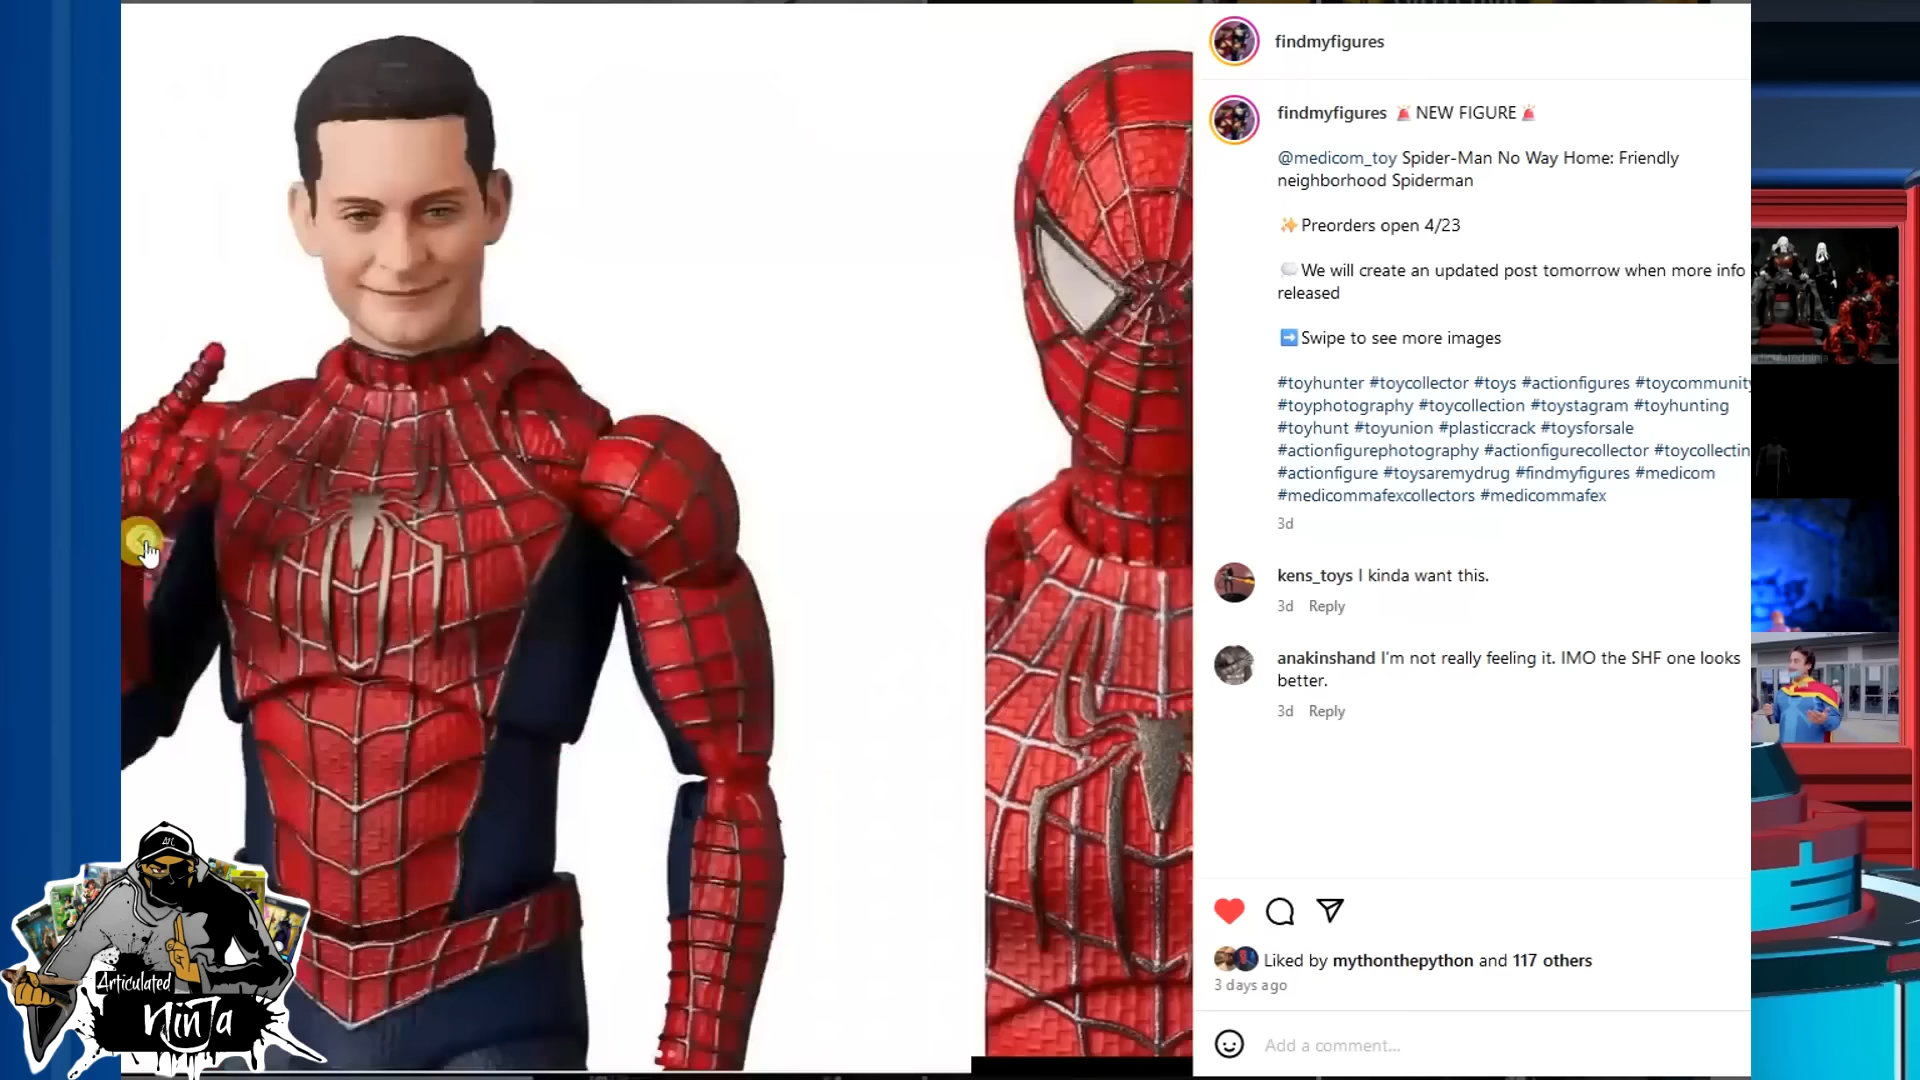 findmyfigures
findmyfigures 🚨 NEW FIGURE 🚨
@medicom_toy Spider-Man No Way Home: Friendly
neighborhood Spiderman
✨ Preorders open 4/23
💭 We will create an updated post tomorrow when more info
released
➡️ Swipe to see more images
#toyhunter #toycollector #toys #actionfigures #toycommunity
#toyphotography #toycollection #toystagram #toyhunting
#toyhunt #toyunion #plasticcrack #toysforsale
#actionfigurephotography #actionfigurecollector #toycollectin
#actionfigure #toysaremydrug #findmyfigures #medicom
#medicommafexcollectors #medicommafex
3d
kens_toys I kinda want this.
3d Reply
anakinshand I'm not really feeling it. IMO the SHF one looks
better.
3d Reply
Liked by mythonthepython and 117 others
3 days ago
Add a comment...
Articulated
NiNJa